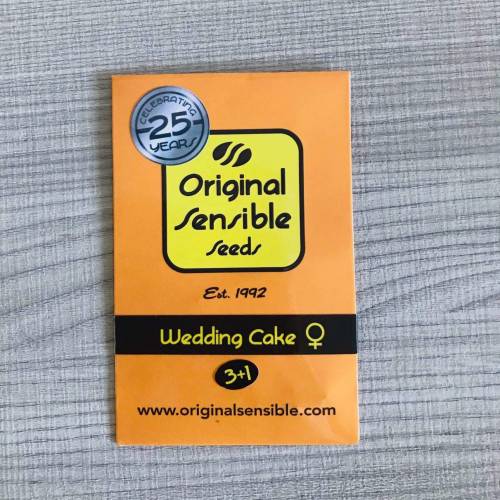 CELEBRATING
25
YEARS
Original
Sensible
Seeds
Est. 1992
Wedding Cake ♀
3+1
www.originalsensible.com